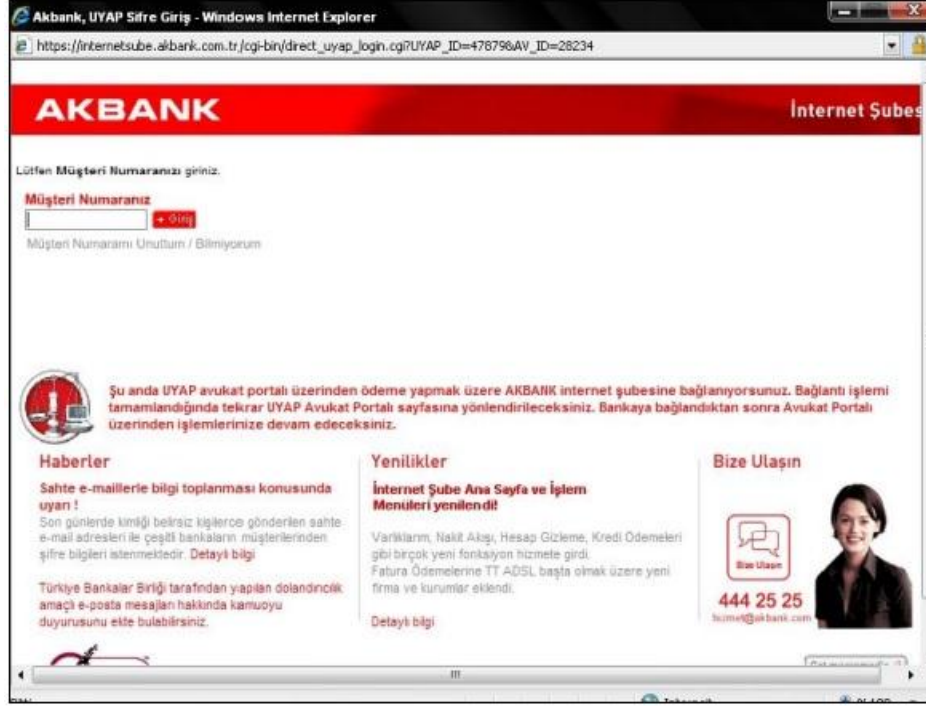 Akbank, UYAP Sifre Giriş - Windows Internet Explorer
https://internetsube.akbank.com.tr/cgi-bin/direct_uyap_login.cgi?UYAP_ID=47879&AV_ID=28234
AKBANK
İnternet Şubes
Lütfen Müşteri Numaranızı giriniz.
Müşteri Numaranız
Giriş
Müşteri Numaramı Unuttum / Bilmiyorum
Şu anda UYAP avukat portalı üzerinden ödeme yapmak üzere AKBANK internet şubesine bağlanıyorsunuz. Bağlantı işlemi
tamamlandığında tekrar UYAP Avukat Portalı sayfasına yönlendirileceksiniz. Bankaya bağlandıktan sonra Avukat Portalı
üzerinden işlemlerinize devam edeceksiniz.
Haberler
Sahte e-maillerle bilgi toplanması konusunda
uyarı !
Son günlerde kimliği belirsiz kişilerce gönderilen sahte
e-mail adresleri ile çeşitli bankaların müşterilerinden
şifre bilgileri istenmektedir. Detaylı bilgi
Türkiye Bankalar Birliği tarafından yapılan dolandırıcılık
amaçlı e-posta mesajları hakkında kamuoyu
duyurusunu ekte bulabilirsiniz.
Yenilikler
İnternet Şube Ana Sayfa ve İşlem
Menüleri yenilendi!
Varlıklarım, Nakit Akışı, Hesap Gizleme, Kredi Ödemeleri
gibi birçok yeni fonksiyon hizmete girdi.
Fatura Ödemelerine TT ADSL başta olmak üzere yeni
firma ve kurumlar eklendi.
Detaylı bilgi
Bize Ulaşın
Bize Ulaşın
444 25 25
hizmet@akbank.com